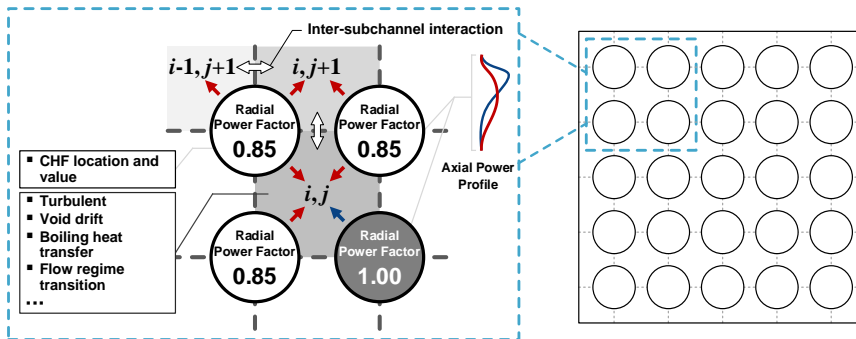 Inter-subchannel interaction
i-1, j+1
i, j+1
Radial
Power Factor
0.85
Radial
Power Factor
0.85
Axial Power
Profile
▪ CHF location and
value
▪ Turbulent
▪ Void drift
▪ Boiling heat
transfer
▪ Flow regime
transition
...
i, j
Radial
Power Factor
0.85
Radial
Power Factor
1.00